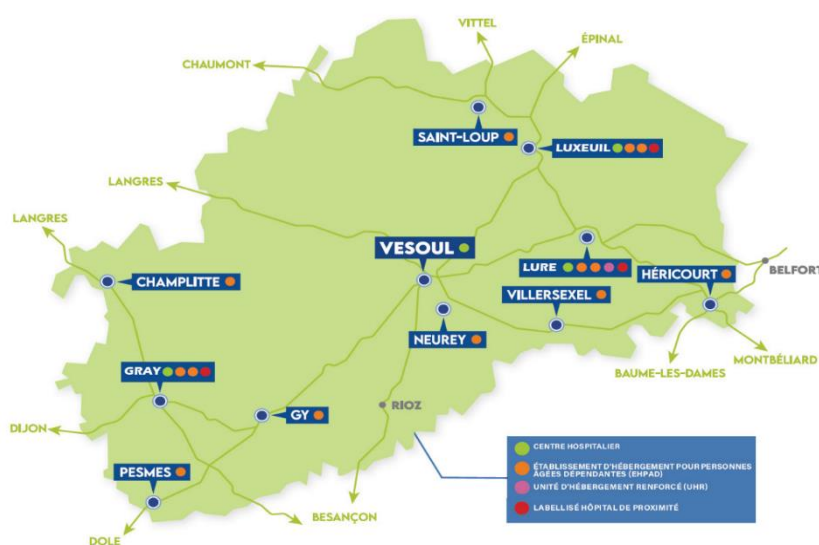 VITTEL
ÉPINAL
CHAUMONT
SAINT-LOUP
LUXEUIL
LANGRES
LANGRES
VESOUL
LURE
BELFORT
HÉRICOURT
CHAMPLITTE
VILLERSEXEL
NEUREY
MONTBÉLIARD
GRAY
BAUME-LES-DAMES
RIOZ
GY
DIJON
PESMES
BESANÇON
DOLE
CENTRE HOSPITALIER
ÉTABLISSEMENT D'HÉBERGEMENT POUR PERSONNES
ÂGÉES DÉPENDANTES (EHPAD)
UNITÉ D'HÉBERGEMENT RENFORCÉ (UHR)
LABELLISÉ HÔPITAL DE PROXIMITÉ